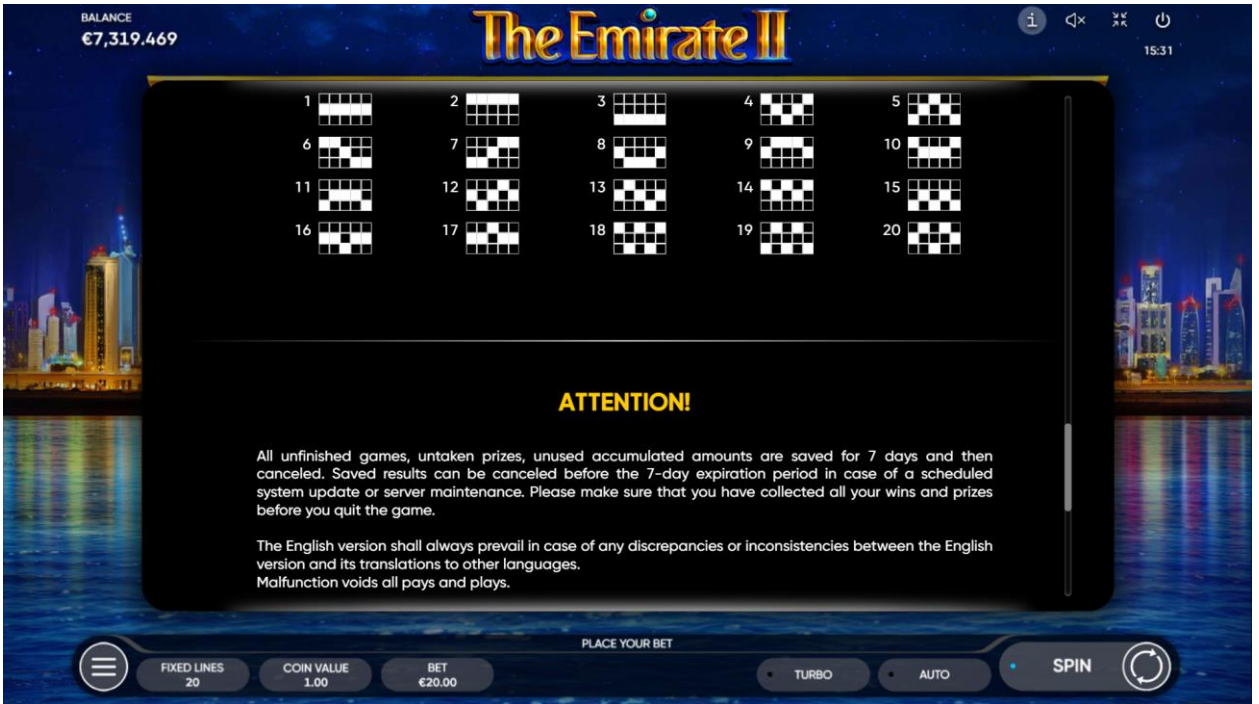 BALANCE
€7,319.469
The Emirate II
i
15:31
1 2 3 4 5
6 7 8 9 10
11 12 13 14 15
16 17 18 19 20
ATTENTION!
All unfinished games, untaken prizes, unused accumulated amounts are saved for 7 days and then
canceled. Saved results can be canceled before the 7-day expiration period in case of a scheduled
system update or server maintenance. Please make sure that you have collected all your wins and prizes
before you quit the game.
The English version shall always prevail in case of any discrepancies or inconsistencies between the English
version and its translations to other languages.
Malfunction voids all pays and plays.
PLACE YOUR BET
FIXED LINES
20
COIN VALUE
1.00
BET
€20.00
TURBO
AUTO
SPIN